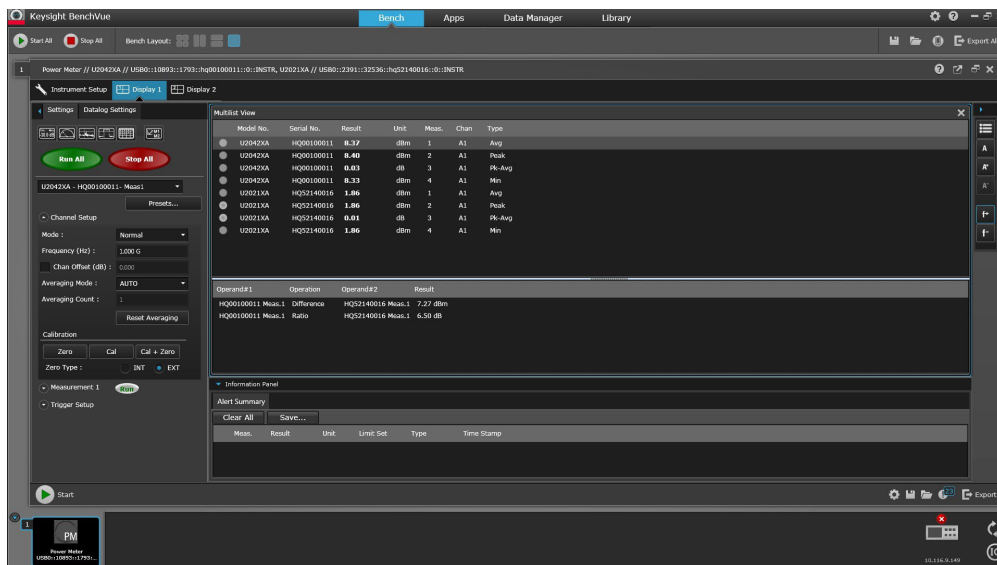 Keysight BenchVue
Bench Apps Data Manager Library
Start All Stop All Bench Layout: Export Al
1 Power Meter // U2042XA // USB0::10893::1793::hq00100011::0::INSTR, U2021XA // USB0::2391::32536::hq52140016::0::INSTR
Instrument Setup Display 1 Display 2
Settings Datalog Settings
Run All Stop All
U2042XA - HQ00100011- Meas1
Presets...
Channel Setup
Mode : Normal
Frequency (Hz) : 1.000 G
Chan Offset (dB) : 0.000
Averaging Mode : AUTO
Averaging Count : 1
Reset Averaging
Calibration
Zero Cal Cal + Zero
Zero Type : INT EXT
Measurement 1 Run
Trigger Setup
Multilist View
Model No. Serial No. Result Unit Meas. Chan Type
U2042XA HQ00100011 8.37 dBm 1 A1 Avg
U2042XA HQ00100011 8.40 dBm 2 A1 Peak
U2042XA HQ00100011 0.03 dB 3 A1 Pk-Avg
U2042XA HQ00100011 8.33 dBm 4 A1 Min
U2021XA HQ52140016 1.86 dBm 1 A1 Avg
U2021XA HQ52140016 1.86 dBm 2 A1 Peak
U2021XA HQ52140016 0.01 dB 3 A1 Pk-Avg
U2021XA HQ52140016 1.86 dBm 4 A1 Min
Operand#1 Operation Operand#2 Result
HQ00100011 Meas.1 Difference HQ52140016 Meas.1 7.27 dBm
HQ00100011 Meas.1 Ratio HQ52140016 Meas.1 6.50 dB
Information Panel
Alert Summary
Clear All Save...
Meas. Result Unit Limit Set Type Time Stamp
A
f+
f-
Start 23 Export
1
PM
Power Meter
USB0::10893::1793:...
10.116.9.149